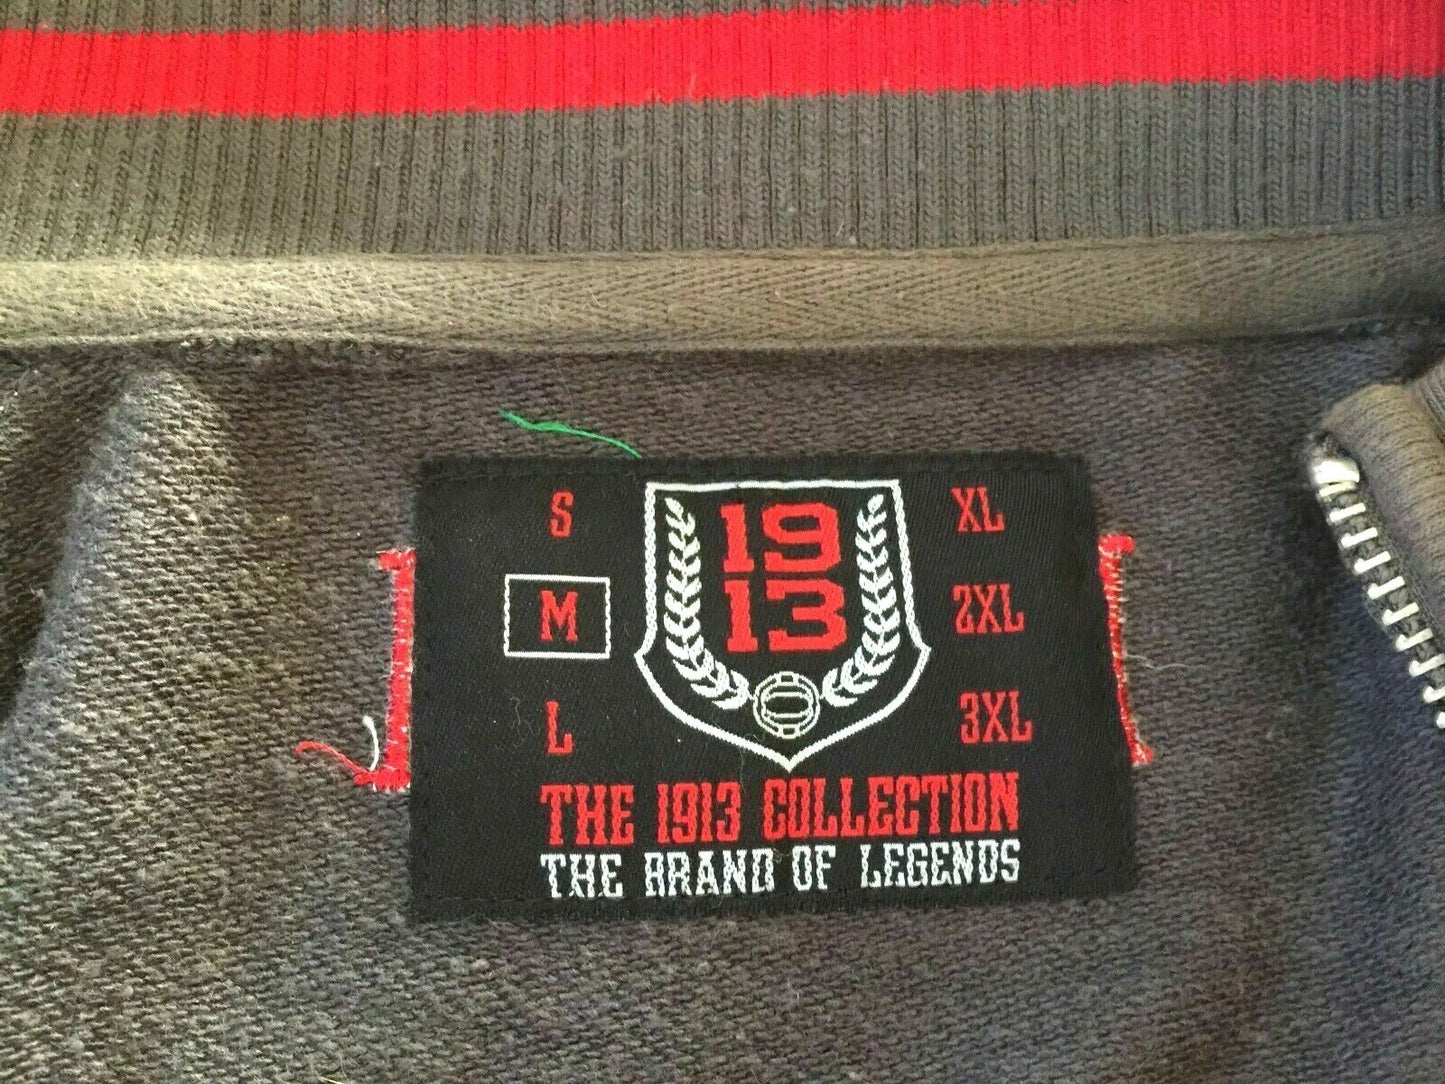 S
M
L
19
13
XL
2XL
3XL
THE 1913 COLLECTION
THE BRAND OF LEGENDS